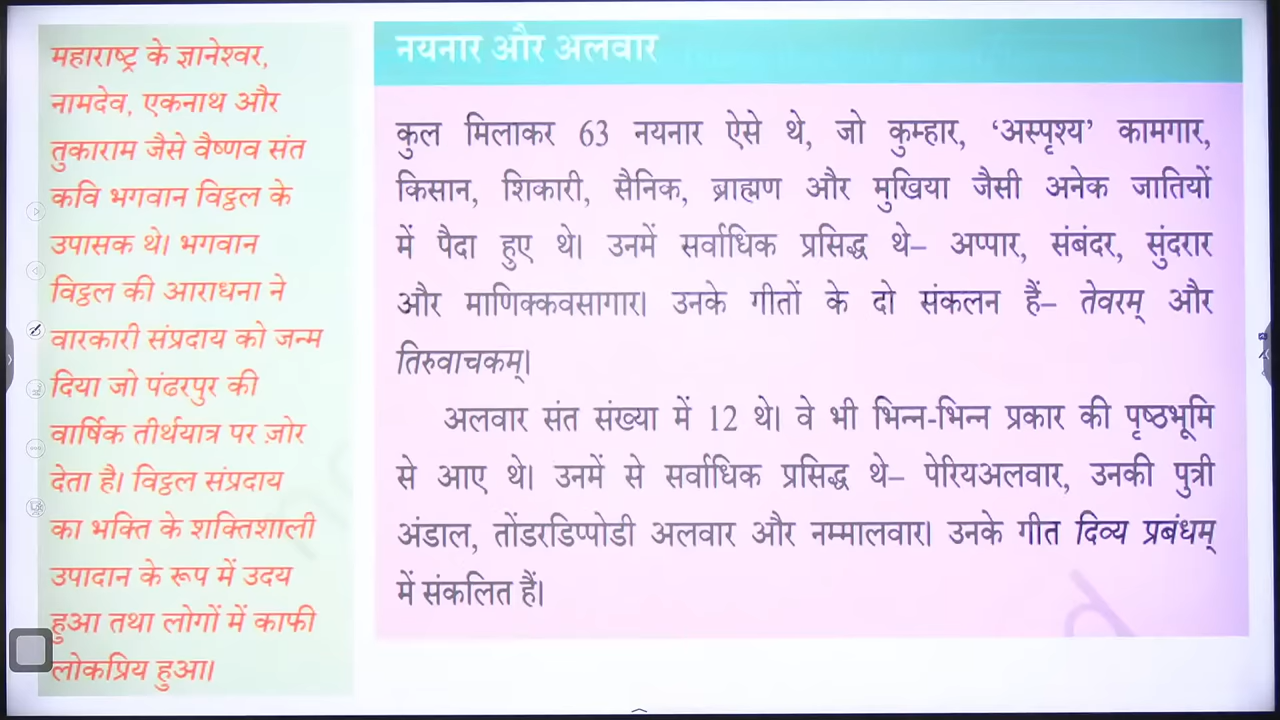 महाराष्ट्र के ज्ञानेश्वर,
नामदेव, एकनाथ और
तुकाराम जैसे वैष्णव संत
कवि भगवान विट्ठल के
उपासक थे। भगवान
विट्ठल की आराधना ने
वारकारी संप्रदाय को जन्म
दिया जो पंढरपुर की
वार्षिक तीर्थयात्र पर ज़ोर
देता है। विट्ठल संप्रदाय
का भक्ति के शक्तिशाली
उपादान के रूप में उदय
हुआ तथा लोगों में काफी
लोकप्रिय हुआ।
नयनार और अलवार
कुल मिलाकर 63 नयनार ऐसे थे, जो कुम्हार, ‘अस्पृश्य’ कामगार,
किसान, शिकारी, सैनिक, ब्राह्मण और मुखिया जैसी अनेक जातियों
में पैदा हुए थे। उनमें सर्वाधिक प्रसिद्ध थे– अप्पार, संबंदर, सुंदरार
और माणिक्कवसागार। उनके गीतों के दो संकलन हैं– तेवरम् और
तिरुवाचकम्।
अलवार संत संख्या में 12 थे। वे भी भिन्न-भिन्न प्रकार की पृष्ठभूमि
से आए थे। उनमें से सर्वाधिक प्रसिद्ध थे– पेरियअलवार, उनकी पुत्री
अंडाल, तोंडरडिप्पोडी अलवार और नम्मालवार। उनके गीत दिव्य प्रबंधम्
में संकलित हैं।